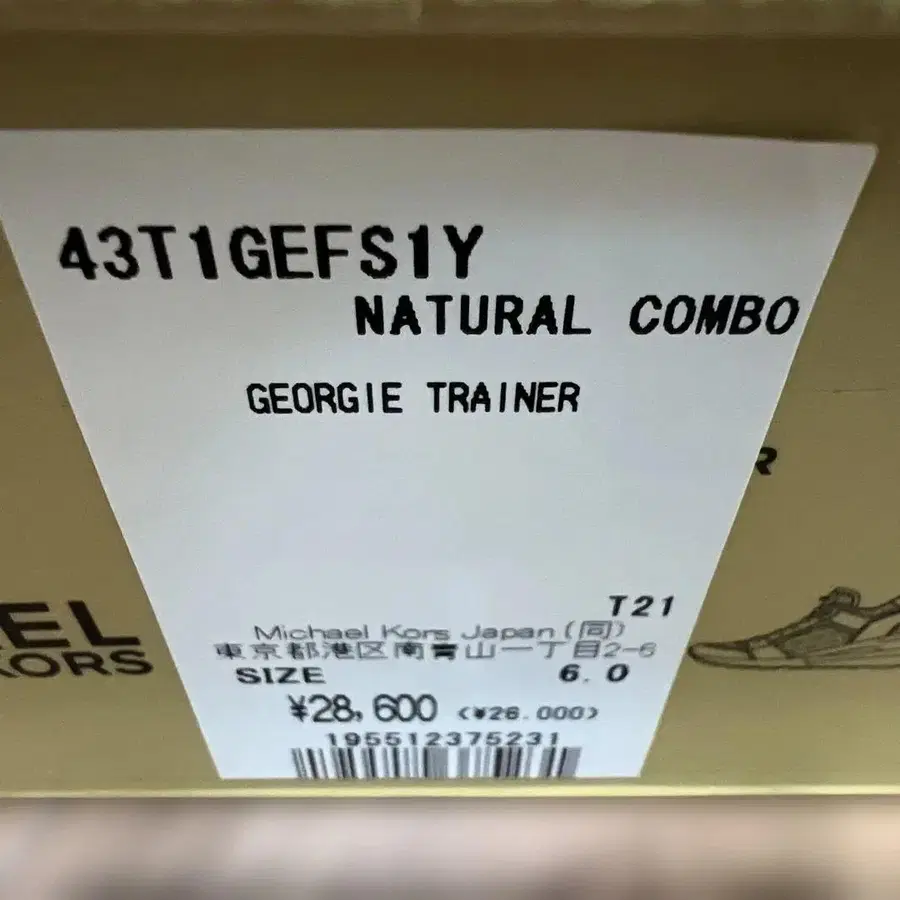 43T1GEFS1Y
NATURAL COMBO
GEORGIE TRAINER
R
T21
Michael Kors Japan(同)
東京都港区南青山一丁目2-6
SIZE 6.0
¥28,600 (¥26.000)
195512375231
EL
KORS